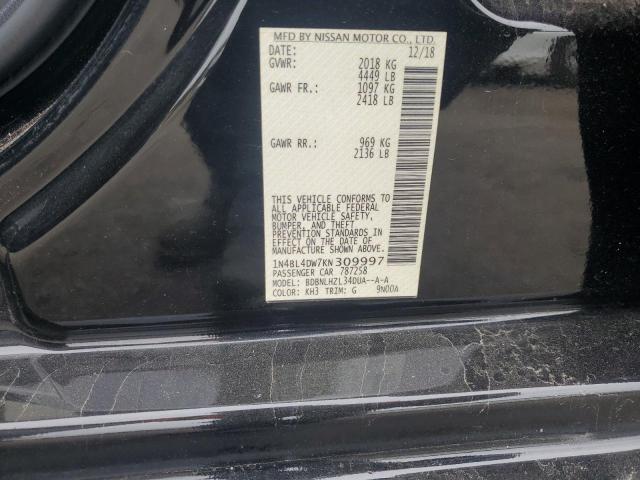 MFD BY NISSAN MOTOR CO., LTD.
DATE: 12/18
GVWR: 2018 KG
4449 LB
GAWR FR.: 1097 KG
2418 LB
GAWR RR.: 969 KG
2136 LB
THIS VEHICLE CONFORMS TO
ALL APPLICABLE FEDERAL
MOTOR VEHICLE SAFETY,
BUMPER, AND THEFT
PREVENTION STANDARDS IN
EFFECT ON THE DATE OF
MANUFACTURE SHOWN ABOVE.
1N4BL4DW7KN309997
PASSENGER CAR 787258
MODEL: BDBNLHZL34DUA--A-A
COLOR: KH3 TRIM: G 9N00A